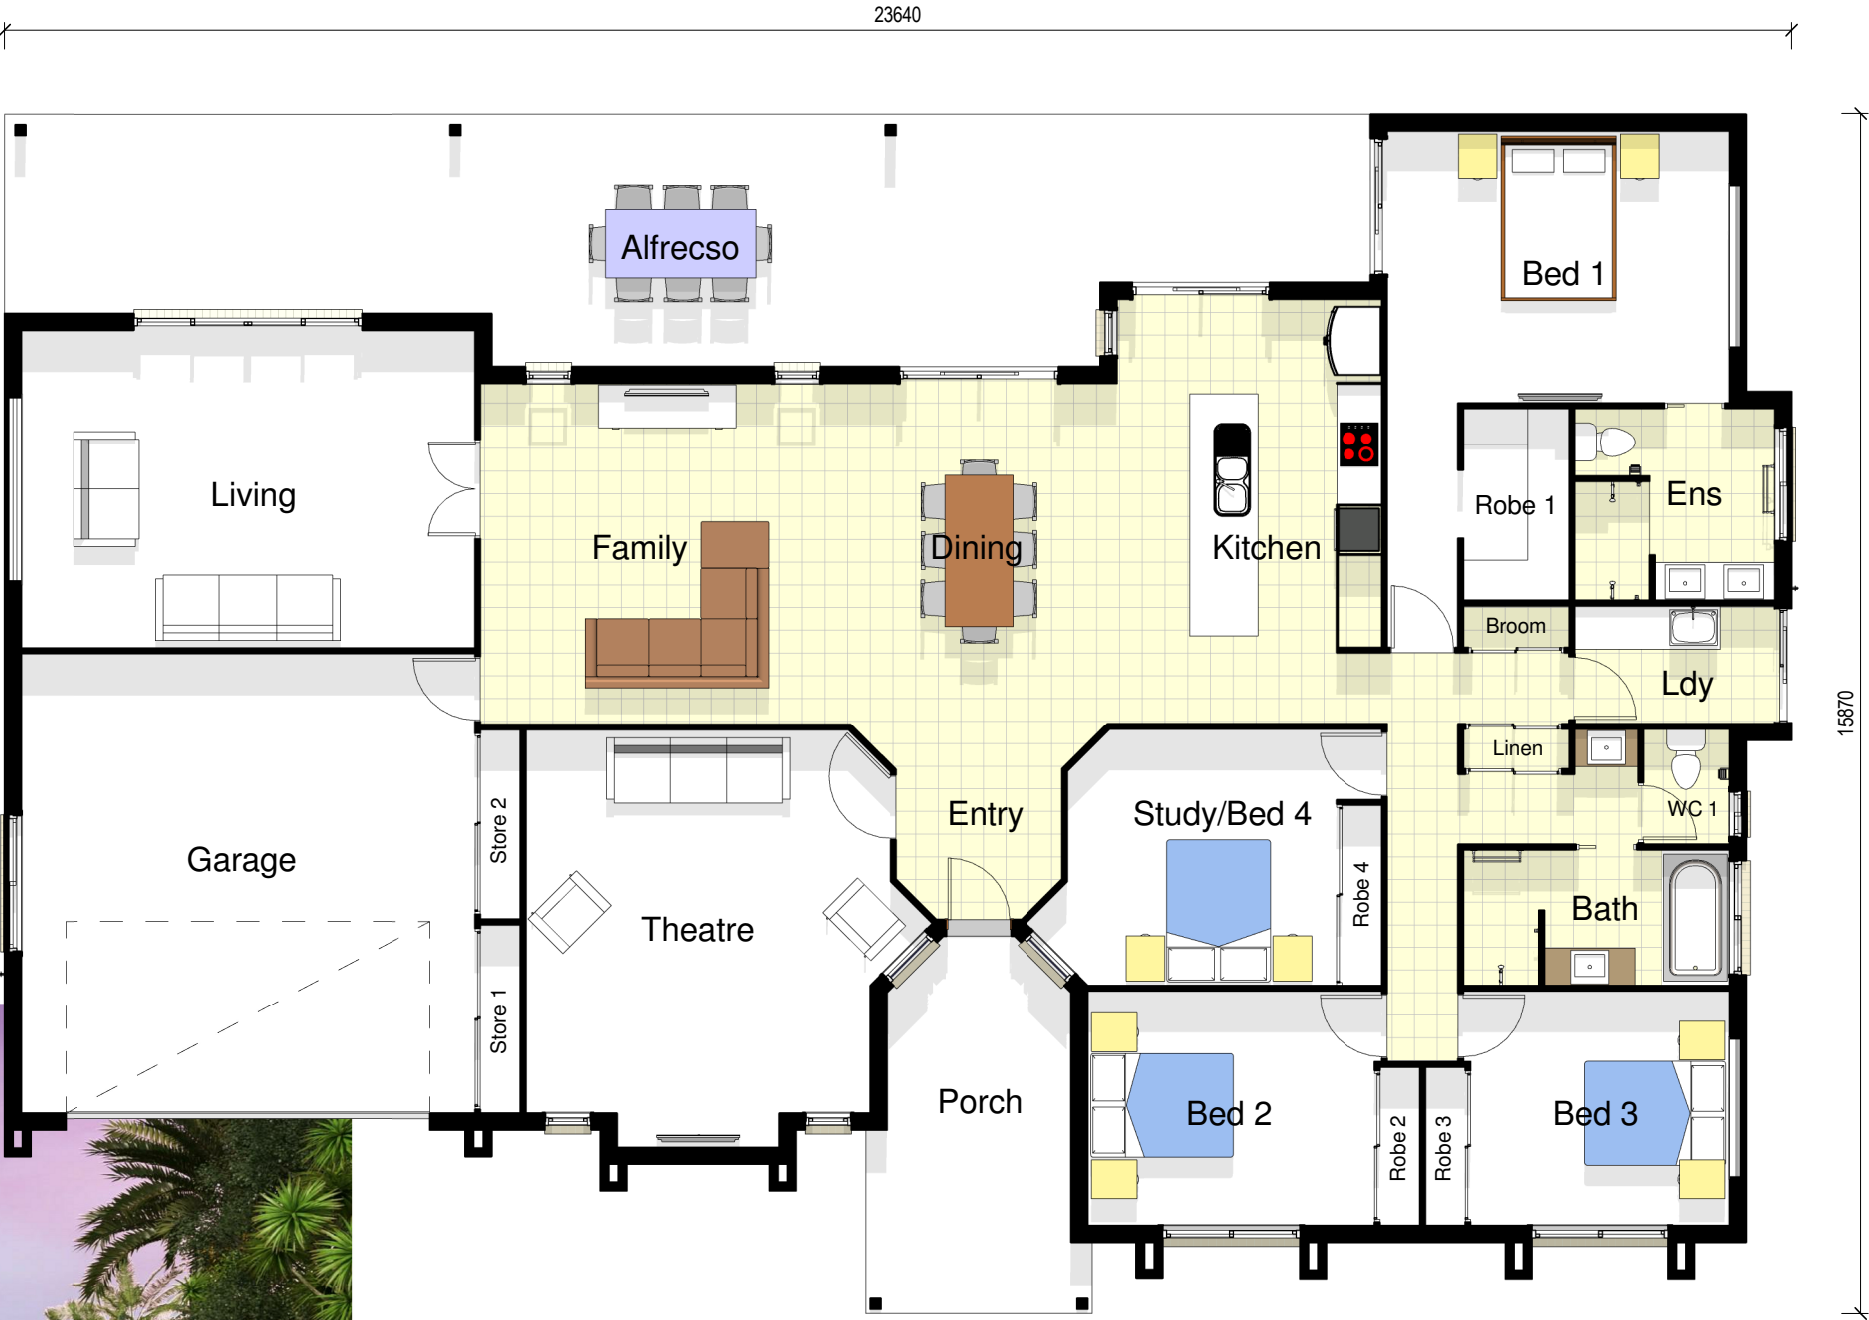 23640
Alfrecso
Bed 1
Living
Robe 1
Ens
Family
Dining
Kitchen
Broom
Ldy
15870
Linen
Store 2
Entry
Study/Bed 4
WC 1
Garage
Robe 4
Bath
Theatre
Store 1
Porch
Bed 2
Robe 2
Robe 3
Bed 3